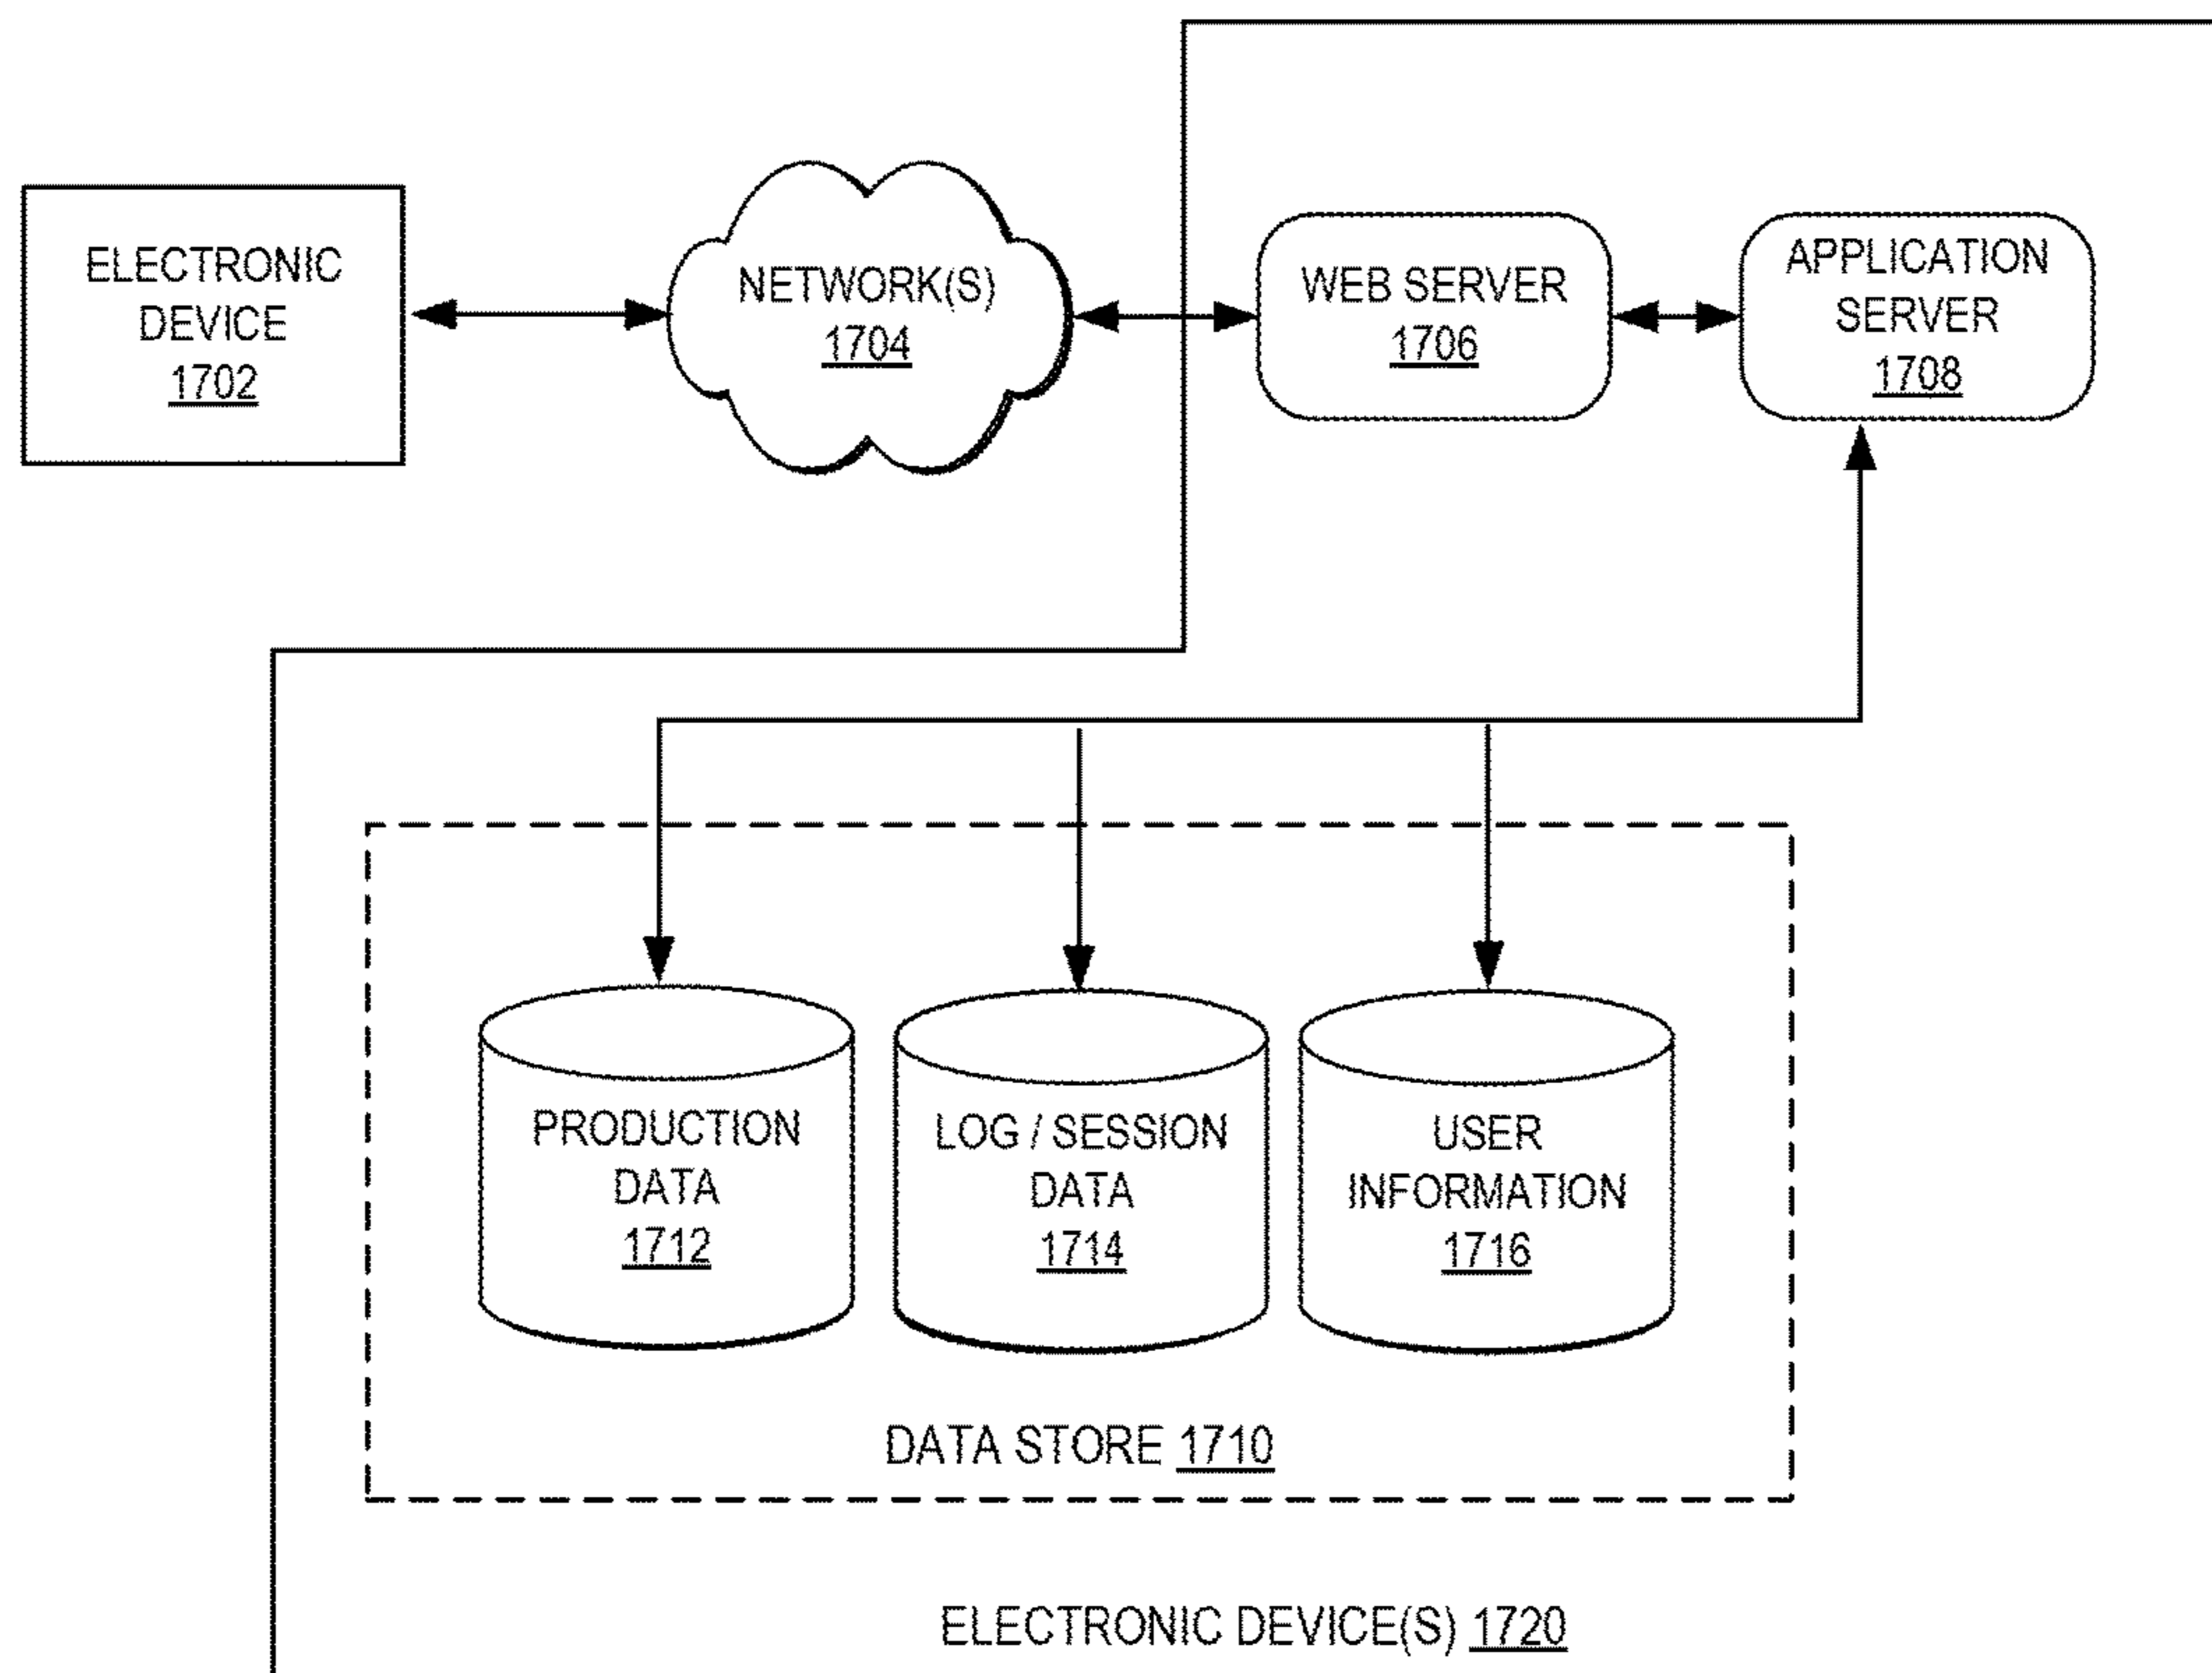 ELECTRONIC
DEVICE
1702
NETWORK(S)
1704
WEB SERVER
1706
APPLICATION
SERVER
1708
PRODUCTION
DATA
1712
LOG / SESSION
DATA
1714
USER
INFORMATION
1716
DATA STORE 1710
ELECTRONIC DEVICE(S) 1720